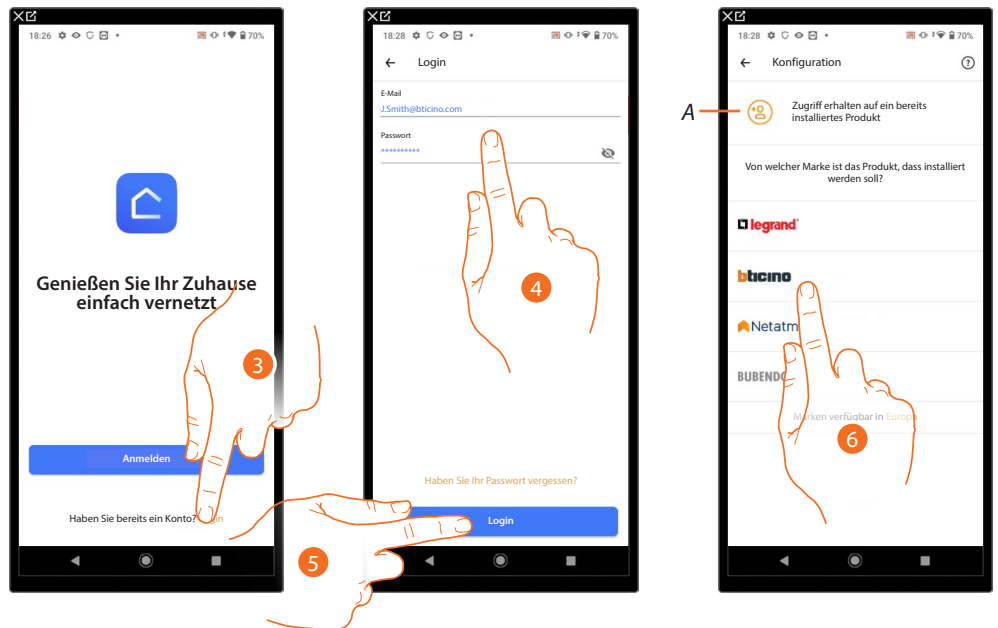 18:26
70%
Genießen Sie Ihr Zuhause
einfach vernetzt
3
Anmelden
Haben Sie bereits ein Konto?
18:28
70%
Login
E-Mail
J.Smith@bticino.com
Passwort
**********
4
Haben Sie Ihr Passwort vergessen?
Login
5
18:28
70%
Konfiguration
?
A
Zugriff erhalten auf ein bereits
installiertes Produkt
Von welcher Marke ist das Produkt, dass installiert
werden soll?
legrand
bticino
Marken verfügbar in Europa
6